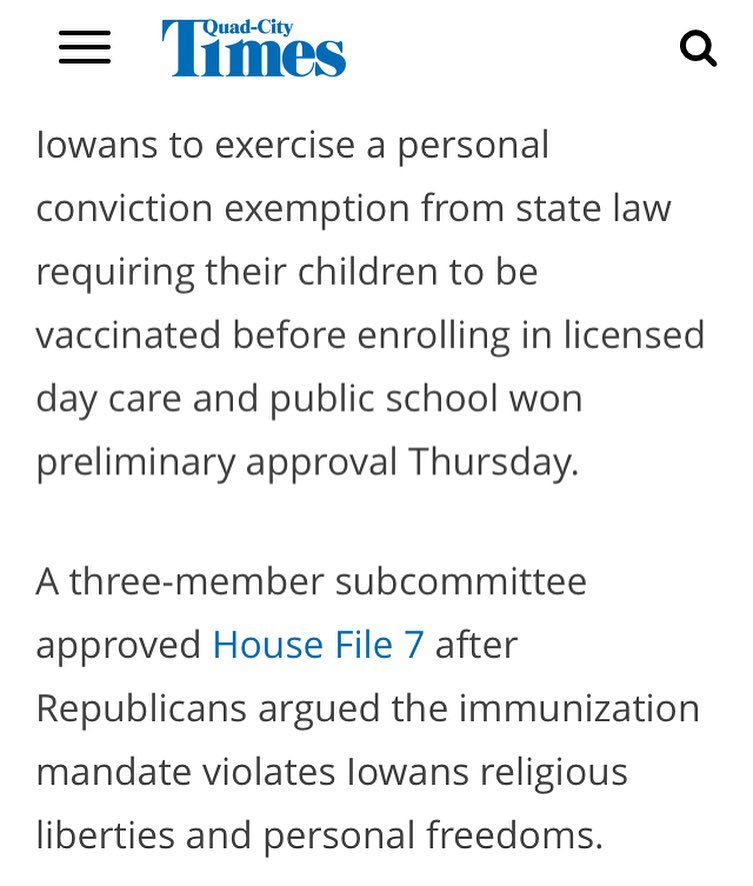 Quad-City
Times
Iowans to exercise a personal
conviction exemption from state law
requiring their children to be
vaccinated before enrolling in licensed
day care and public school won
preliminary approval Thursday.
A three-member subcommittee
approved House File 7 after
Republicans argued the immunization
mandate violates Iowans religious
liberties and personal freedoms.